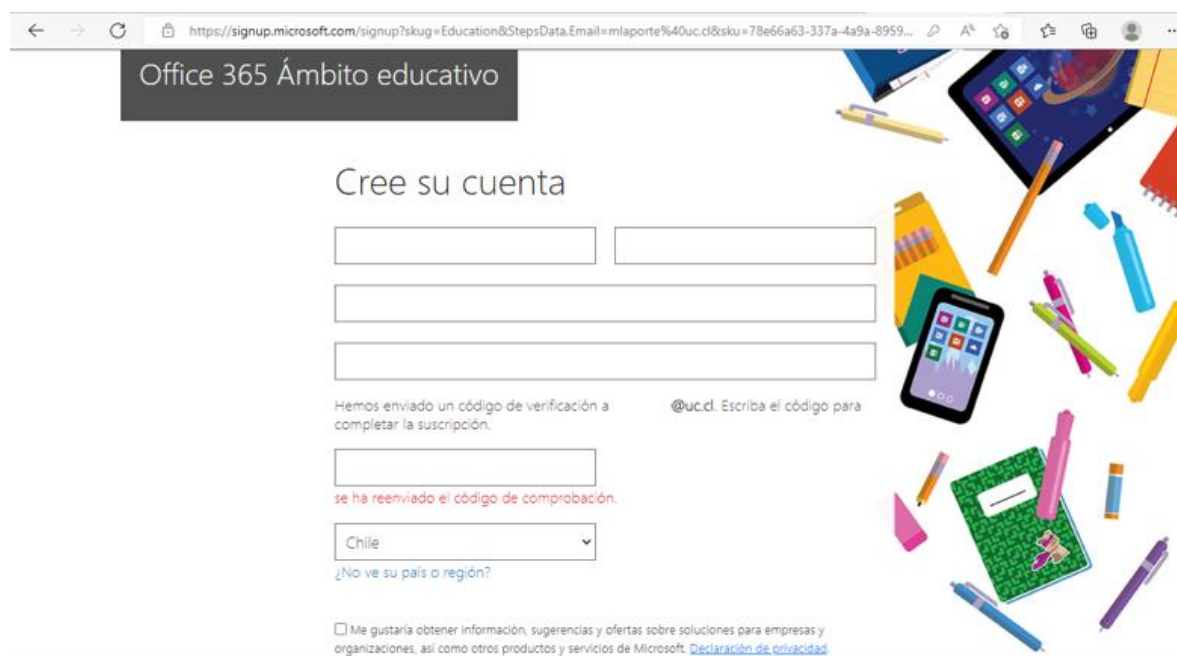 https://signup.microsoft.com/signup?skug=Education&StepsData.Email=mlaporte%40uc.cl&sku=78e66a63-337a-4a9a-8959...
Office 365 Ámbito educativo
Cree su cuenta
Hemos enviado un código de verificación a @uc.cl. Escriba el código para
completar la suscripción.
se ha reenviado el código de comprobación.
Chile
¿No ve su país o región?
Me gustaría obtener información, sugerencias y ofertas sobre soluciones para empresas y
organizaciones, así como otros productos y servicios de Microsoft. Declaración de privacidad.